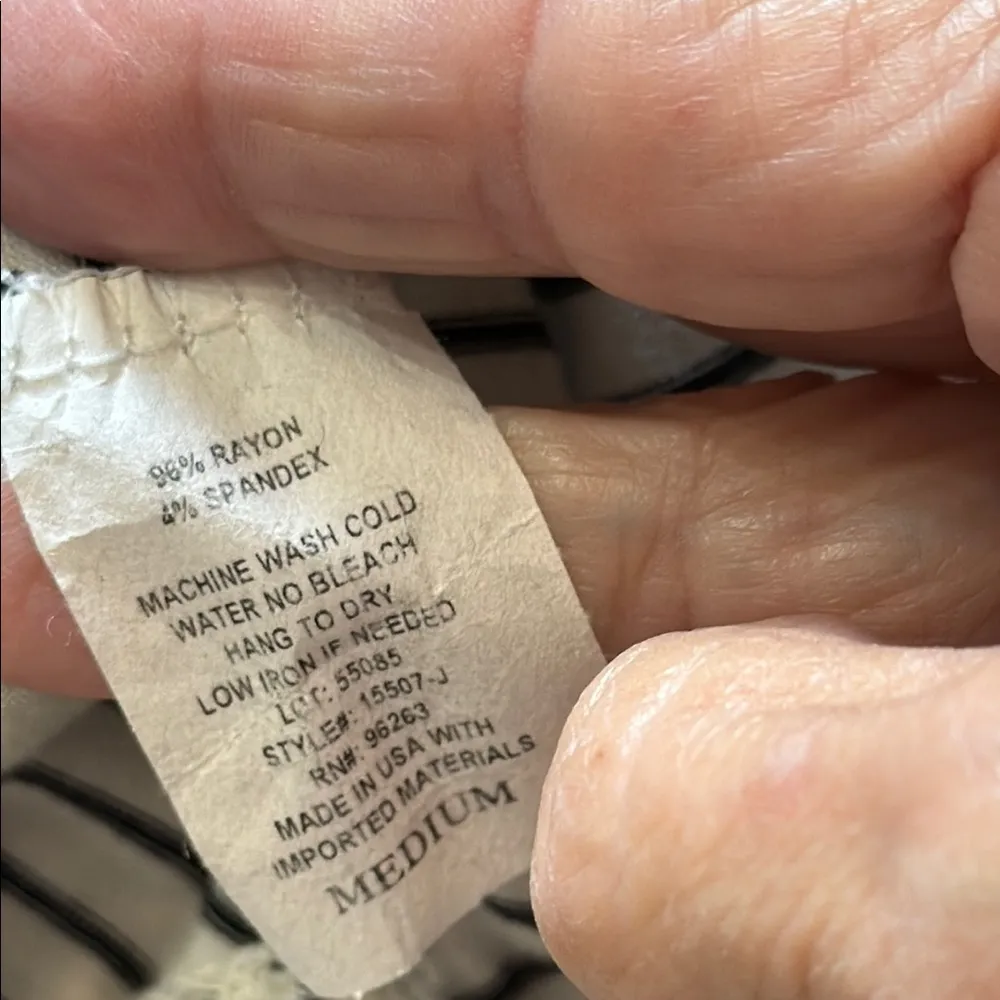 96% RAYON
4% SPANDEX
MACHINE WASH COLD
WATER NO BLEACH
HANG TO DRY
LOW IRON IF NEEDED
LOT: 55085
STYLE#: 15507-J
RN#: 96263
MADE IN USA WITH
IMPORTED MATERIALS
MEDIUM